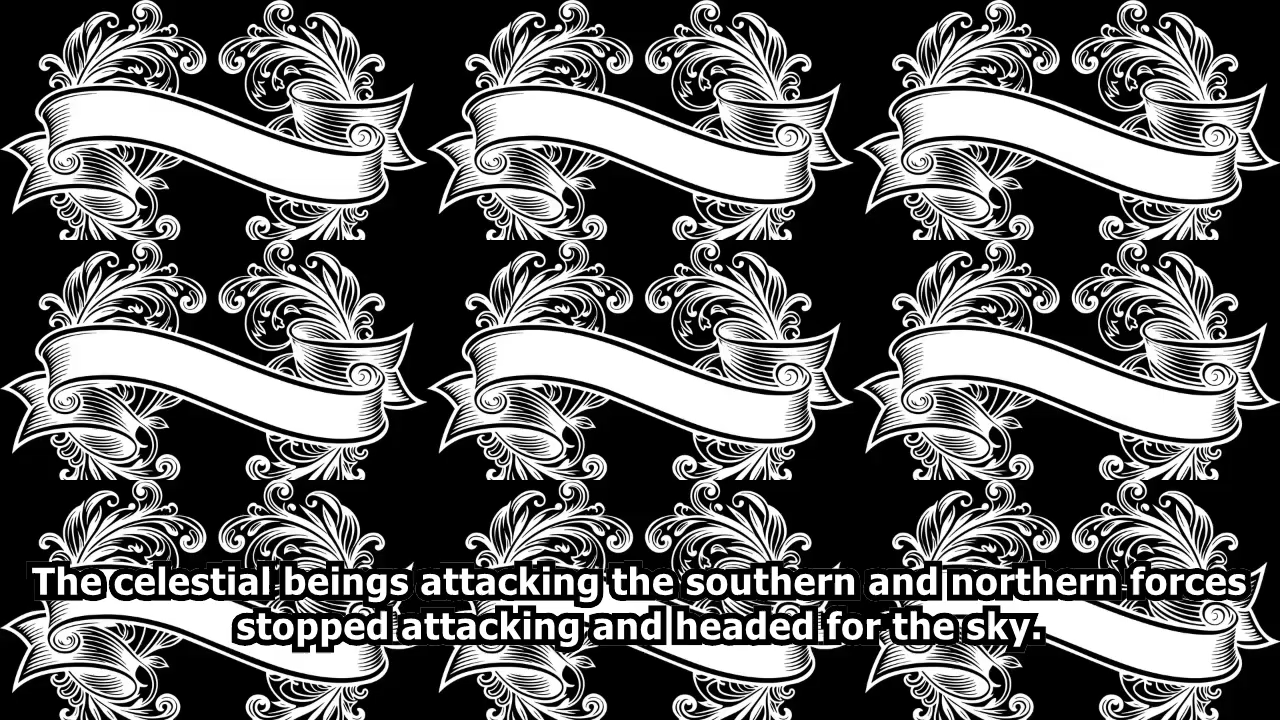 The celestial beings attacking the southern and northern forces
stopped attacking and headed for the sky.